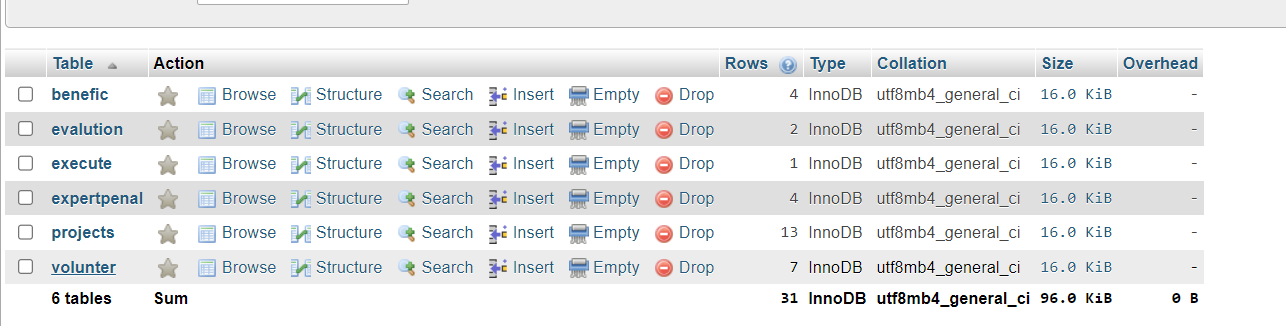 Table Action Rows Type Collation Size Overhead
benefic Browse Structure Search Insert Empty Drop 4 InnoDB utf8mb4_general_ci 16.0 KiB -
evalution Browse Structure Search Insert Empty Drop 2 InnoDB utf8mb4_general_ci 16.0 KiB -
execute Browse Structure Search Insert Empty Drop 1 InnoDB utf8mb4_general_ci 16.0 KiB -
expertpenal Browse Structure Search Insert Empty Drop 4 InnoDB utf8mb4_general_ci 16.0 KiB -
projects Browse Structure Search Insert Empty Drop 13 InnoDB utf8mb4_general_ci 16.0 KiB -
volunter Browse Structure Search Insert Empty Drop 7 InnoDB utf8mb4_general_ci 16.0 KiB -
6 tables Sum 31 InnoDB utf8mb4_general_ci 96.0 KiB 0 B